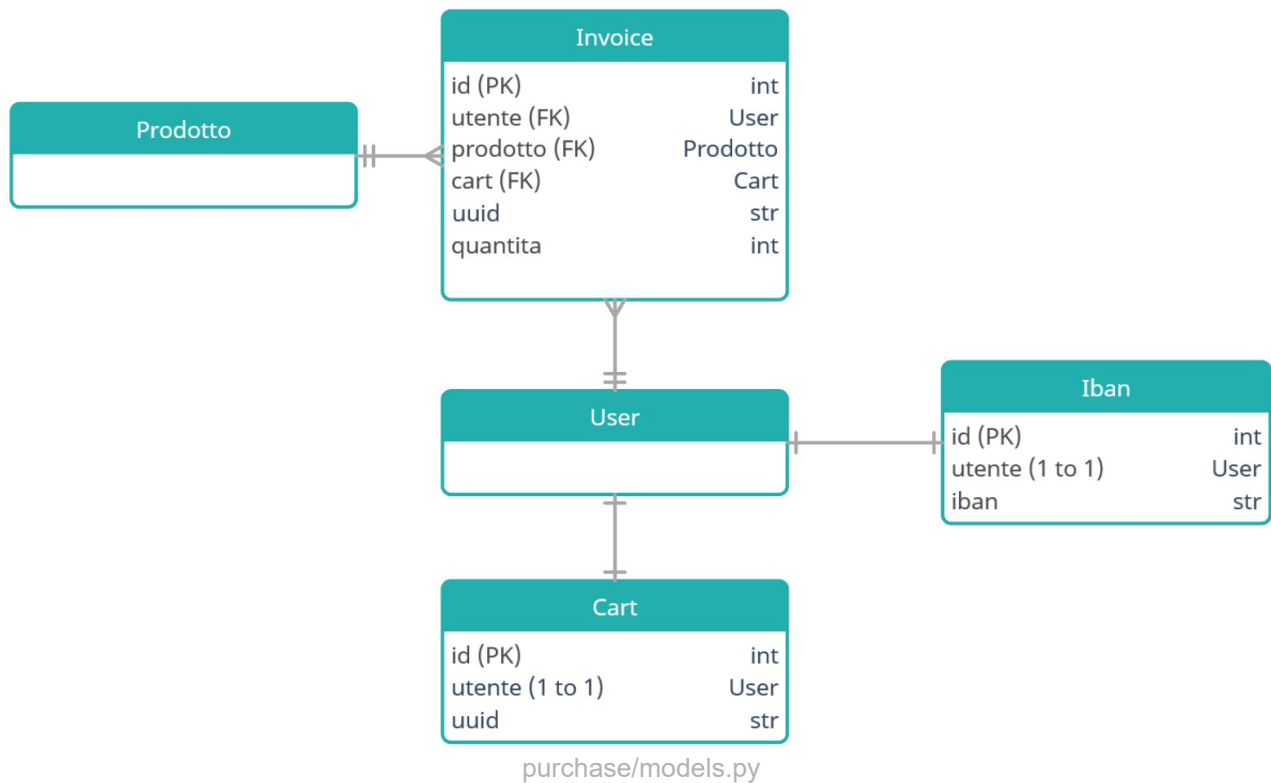 Invoice
id (PK) int
utente (FK) User
prodotto (FK) Prodotto
cart (FK) Cart
uuid str
quantita int
Prodotto
User
Iban
id (PK) int
utente (1 to 1) User
iban str
Cart
id (PK) int
utente (1 to 1) User
uuid str
purchase/models.py